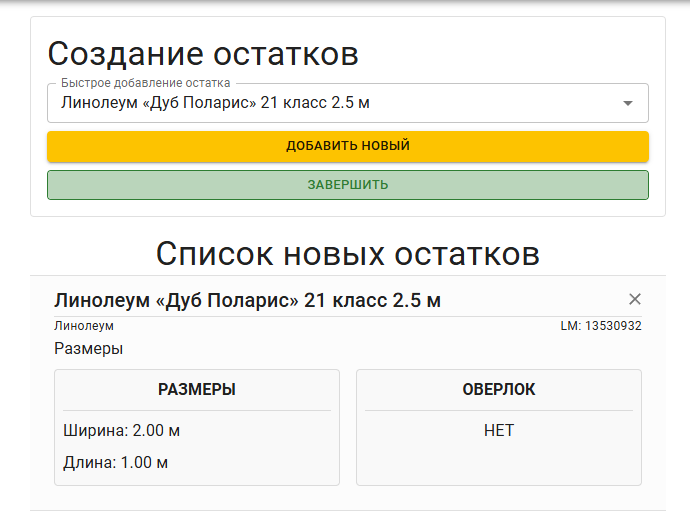 Создание остатков
Быстрое добавление остатка
Линолеум «Дуб Поларис» 21 класс 2.5 м
ДОБАВИТЬ НОВЫЙ
ЗАВЕРШИТЬ
Список новых остатков
Линолеум «Дуб Поларис» 21 класс 2.5 м
Линолеум LM: 13530932
Размеры
РАЗМЕРЫ
Ширина: 2.00 м
Длина: 1.00 м
ОВЕРЛОК
НЕТ